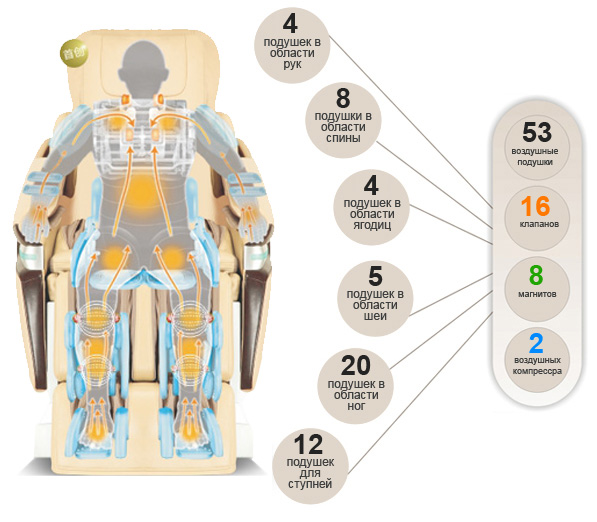 首创
4
подушек в
области
рук
8
подушки в
области
спины
4
подушек в
области
ягодиц
5
подушек в
области
шеи
20
подушек в
области
ног
12
подушек
для
ступней
53
воздушные
подушки
16
клапанов
8
магнитов
2
воздушных
компрессра